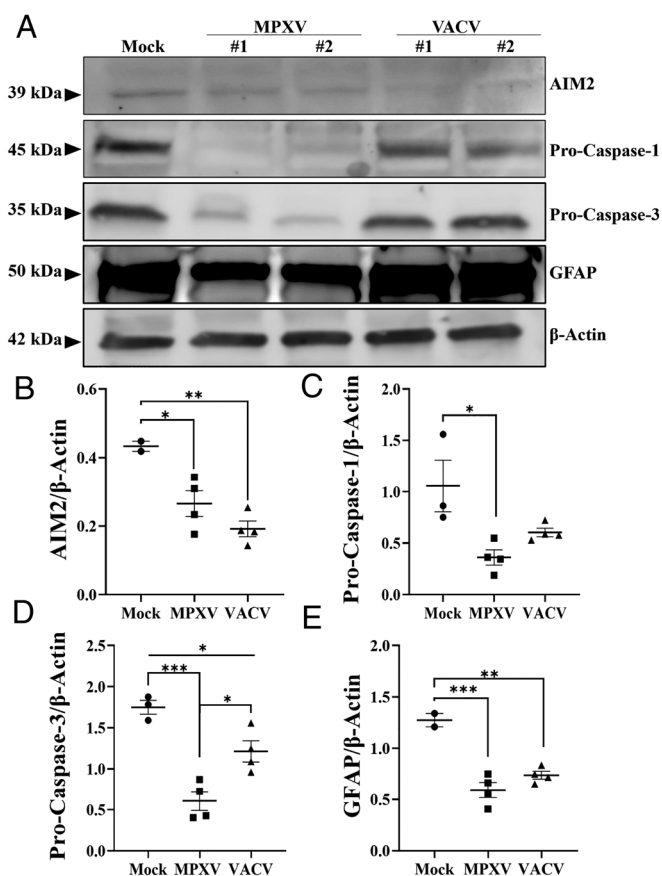 A
MPXV VACV
Mock #1 #2 #1 #2
39 kDa AIM2
45 kDa Pro-Caspase-1
35 kDa Pro-Caspase-3
50 kDa GFAP
42 kDa β-Actin
B
AIM2/β-Actin
0.6
0.4
0.2
0.0
**
*
Mock MPXV VACV
C
Pro-Caspase-1/β-Actin
2.0
1.5
1.0
0.5
0.0
*
Mock MPXV VACV
D
Pro-Caspase-3/β-Actin
2.5
2.0
1.5
1.0
0.5
0.0
*
***
*
Mock MPXV VACV
E
GFAP/β-Actin
2.0
1.5
1.0
0.5
0.0
**
***
Mock MPXV VACV